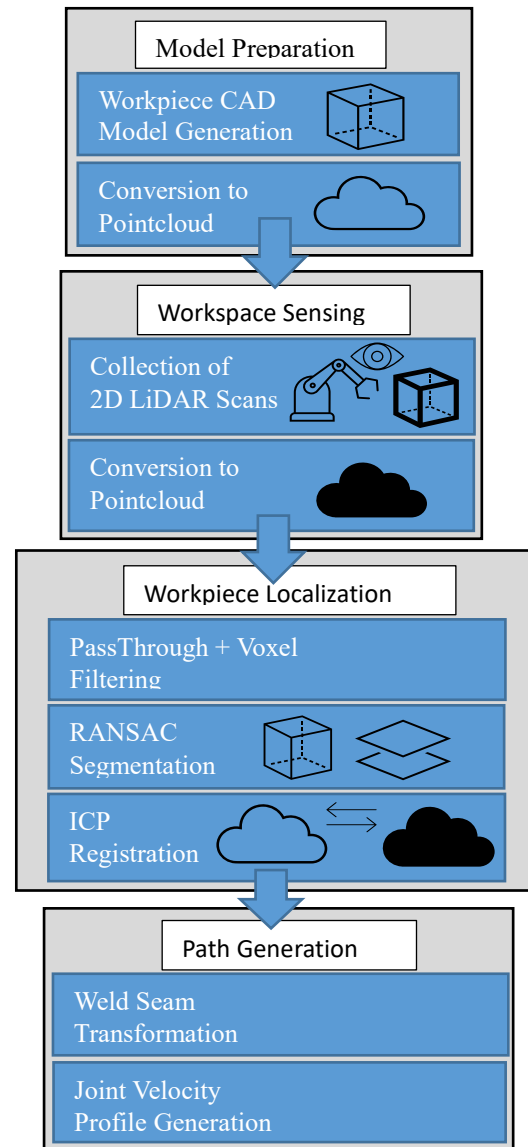 Model Preparation
Workpiece CAD
Model Generation
Conversion to
Pointcloud
Workspace Sensing
Collection of
2D LiDAR Scans
Conversion to
Pointcloud
Workpiece Localization
PassThrough + Voxel
Filtering
RANSAC
Segmentation
ICP
Registration
Path Generation
Weld Seam
Transformation
Joint Velocity
Profile Generation